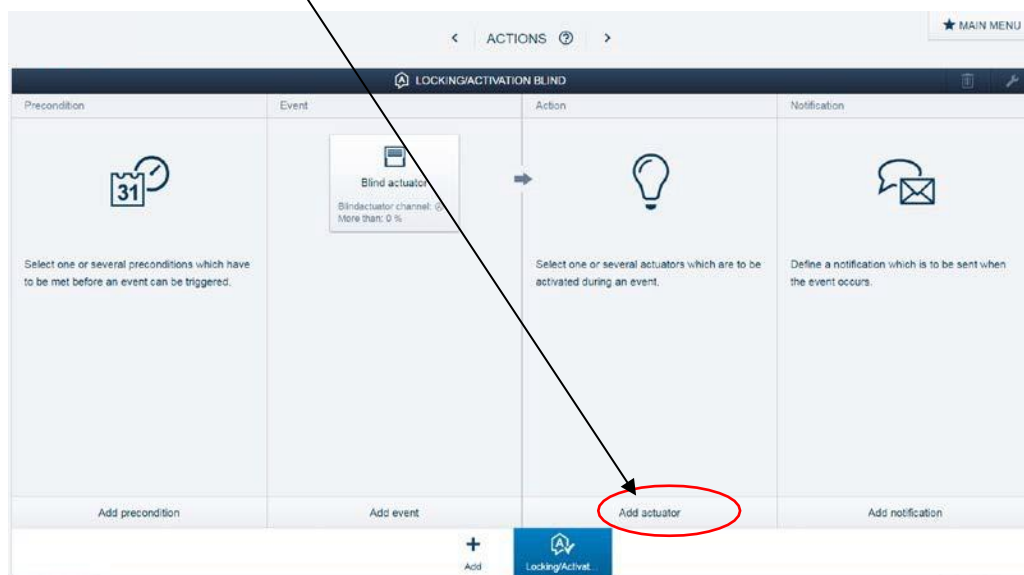 ACTIONS
MAIN MENU
LOCKING/ACTIVATION BLIND
Precondition
Event
Action
Notification
31
Select one or several preconditions which have
to be met before an event can be triggered.
Blind actuator
Blindactuator channel:
More than: 0 %
Select one or several actuators which are to be
activated during an event.
Define a notification which is to be sent when
the event occurs.
Add precondition
Add event
Add actuator
Add notification
Add
Locking/Activat...